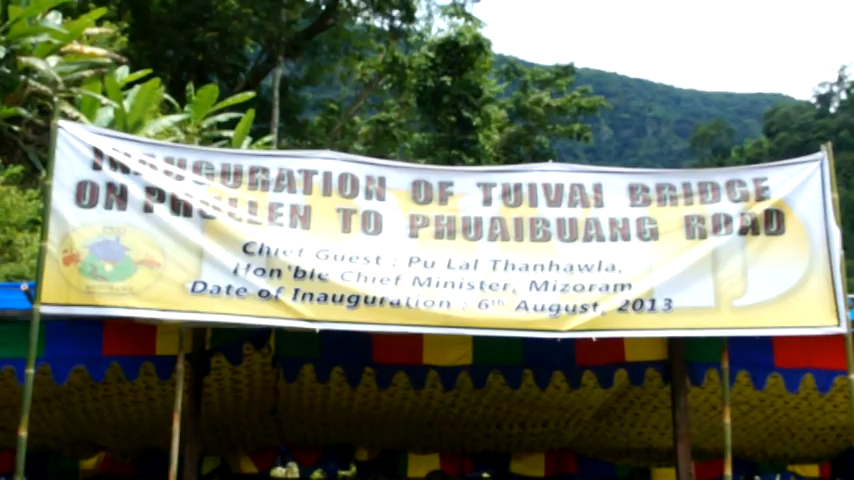 INAUGURATION OF TUIVAI BRIDGE
ON PHULLEN TO PHUAIBUANG ROAD
Chief Guest : Pu Lal Thanhawla,
Hon'ble Chief Minister, Mizoram
Date of Inauguration : 6th August, 2013